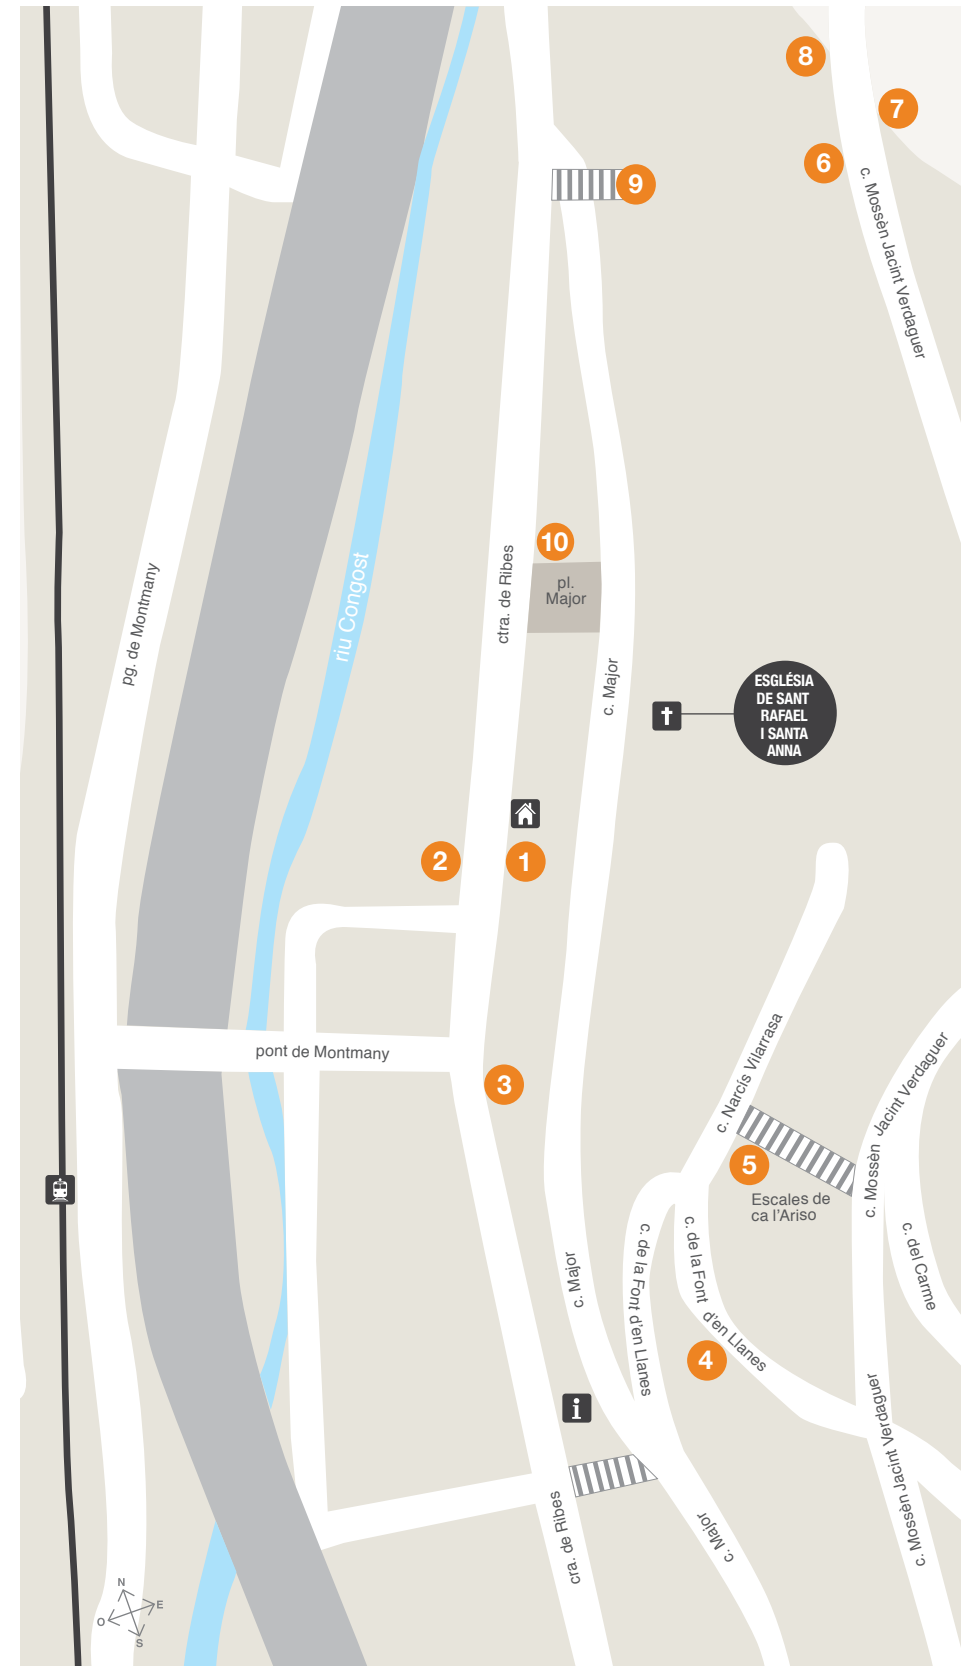 8
7
6
9
c. Mossèn Jacint Verdaguer
10
pl.
Major
ctra. de Ribes
riu Congost
pg. de Montmany
c. Major
ESGLÉSIA
DE SANT
RAFAEL
I SANTA
ANNA
2
1
pont de Montmany
3
c. Narcís Vilarrasa
c. Mossèn Jacint Verdaguer
5
Escales de
ca l'Ariso
c. de la Font d'en Llanes
c. de la Font d'en Llanes
c. del Carme
c. Major
4
i
c. Mossèn Jacint Verdaguer
cra. de Ribes
c. Major
N
E
O
S